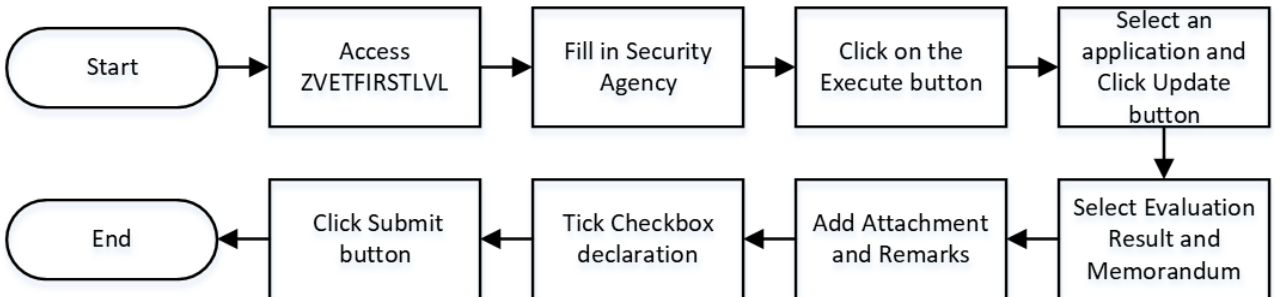 Start
Access
ZVETFIRSTLVL
Fill in Security
Agency
Click on the
Execute button
Select an
application and
Click Update
button
Select Evaluation
Result and
Memorandum
Add Attachment
and Remarks
Tick Checkbox
declaration
Click Submit
button
End